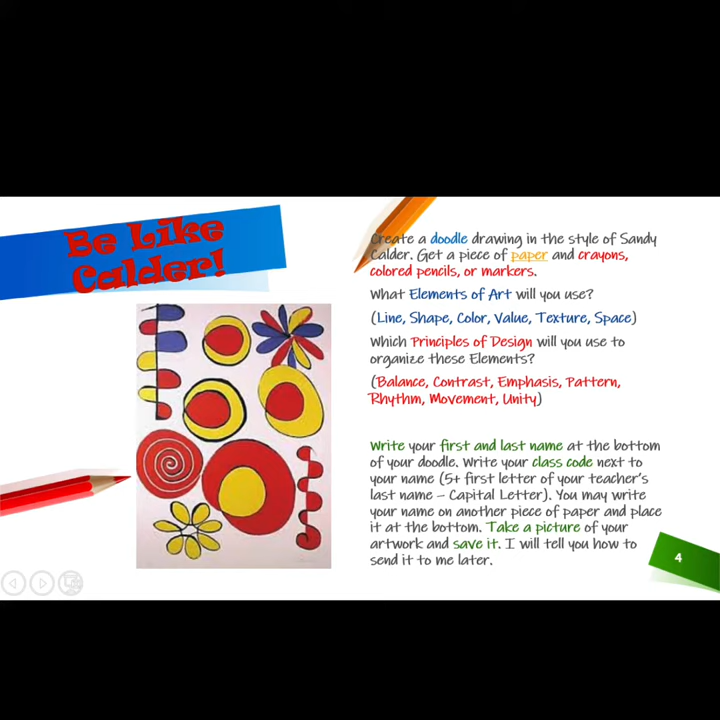 Be Like
Calder!
Create a doodle drawing in the style of Sandy
Calder. Get a piece of paper and crayons,
colored pencils, or markers.
What Elements of Art will you use?
(Line, Shape, Color, Value, Texture, Space)
Which Principles of Design will you use to
organize these Elements?
(Balance, Contrast, Emphasis, Pattern,
Rhythm, Movement, Unity)
Write your first and last name at the bottom
of your doodle. Write your class code next to
your name (5+ first letter of your teacher's
last name – Capital Letter). You may write
your name on another piece of paper and place
it at the bottom. Take a picture of your
artwork and save it. I will tell you how to
send it to me later.
4